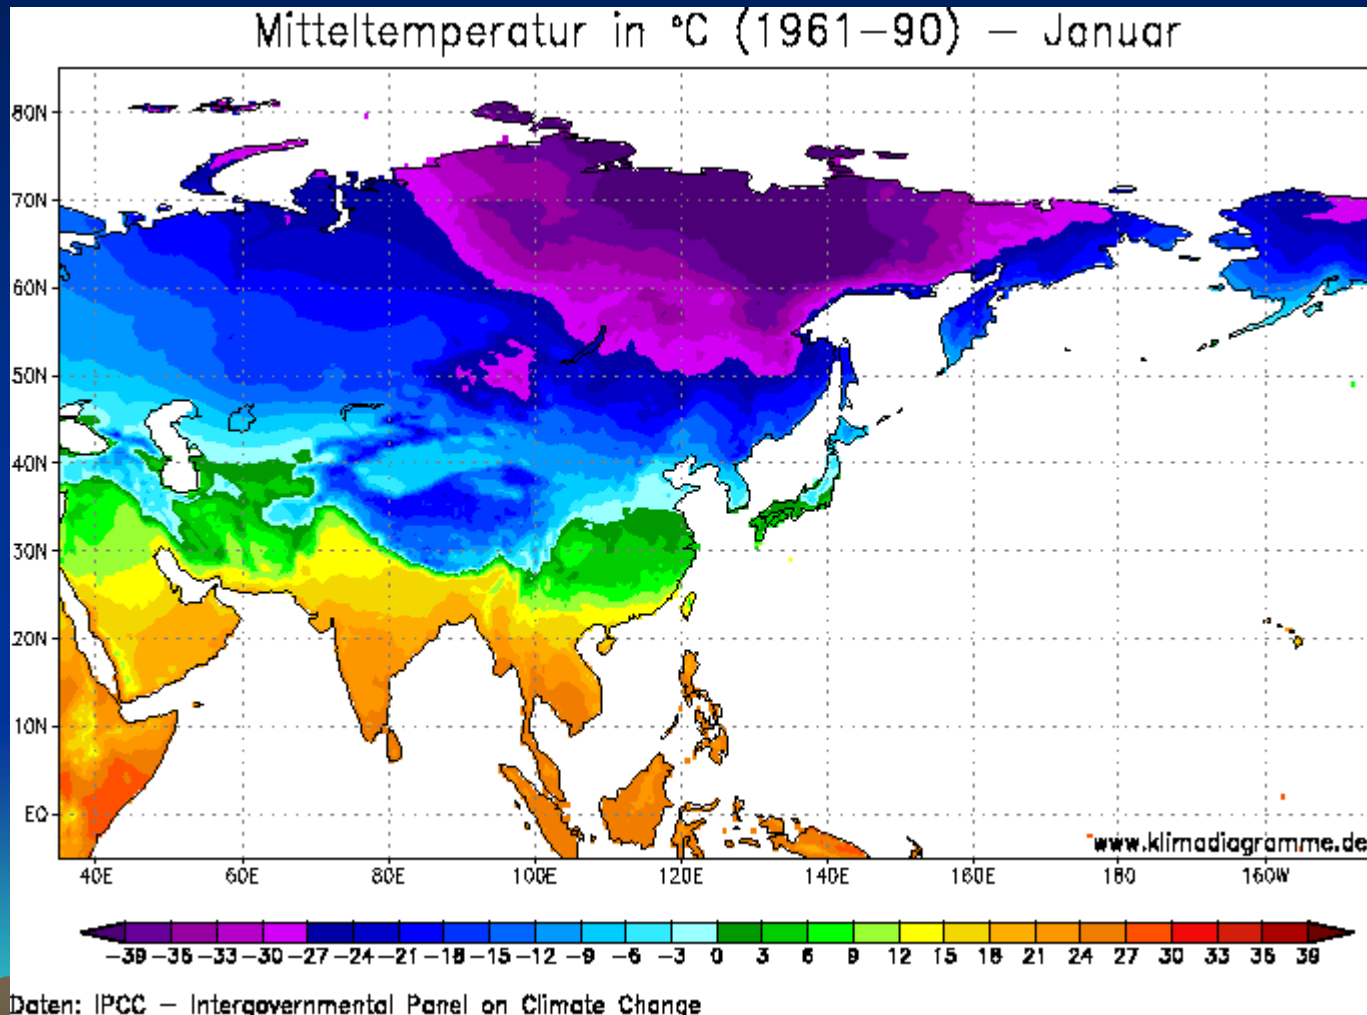 Mitteltemperatur in °C (1961-90) - Januar
80N
70N
60N
50N
40N
30N
20N
10N
EQ
www.klimadiagramme.de
40E 60E 80E 100E 120E 140E 160E 180 160W
-39 -36 -33 -30 -27 -24 -21 -18 -15 -12 -9 -6 -3 0 3 6 9 12 15 18 21 24 27 30 33 36 39
Daten: IPCC - Intergovernmental Panel on Climate Change